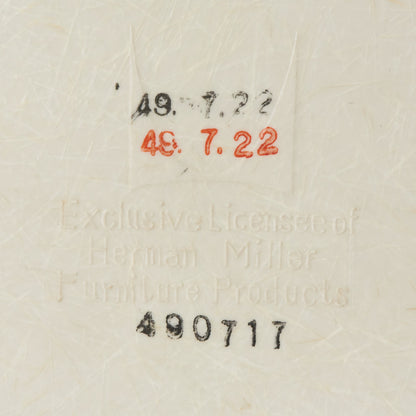 49. 7.22
49. 7.22
Exclusive Licensee of
Herman Miller
Furniture Products
490717